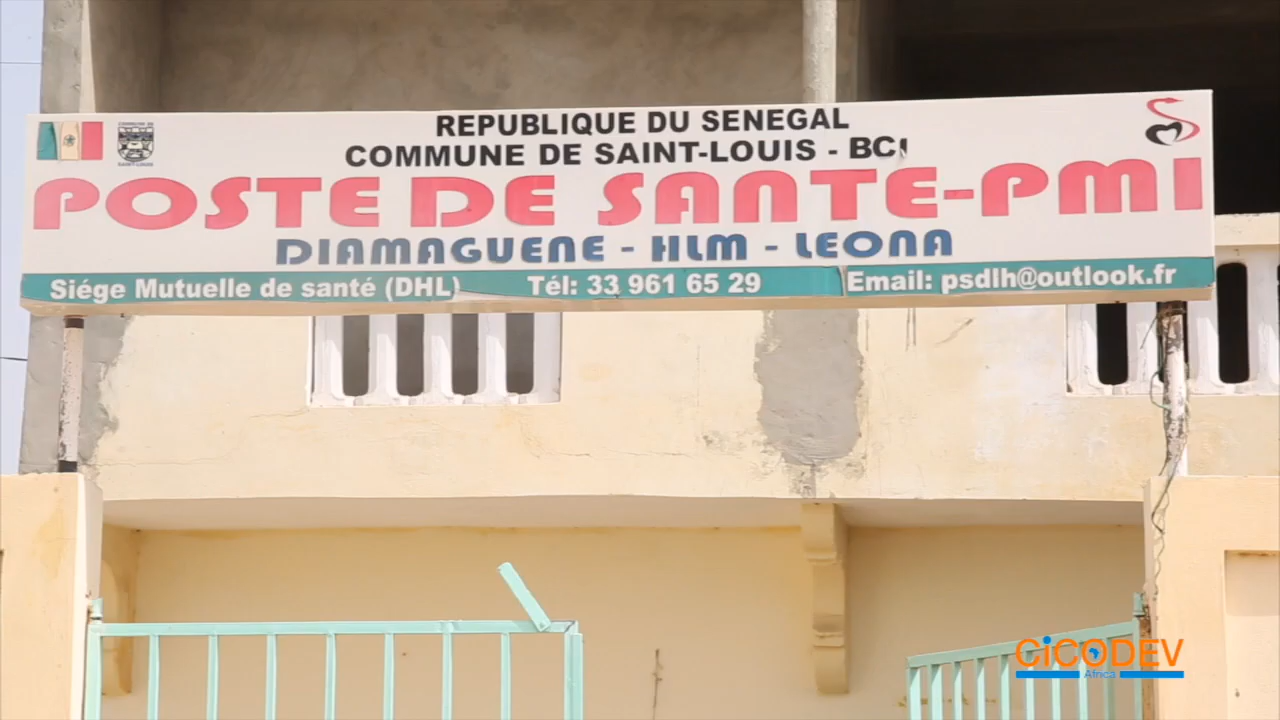 REPUBLIQUE DU SENEGAL
COMMUNE DE SAINT-LOUIS -
POSTE DE SANTE-PMI
DIAMAGUENE - HLM - LEONA
Siége Mutuelle de santé (DHL)
Tél: 33 961 65 29
Email: psdlh@outlook.fr
CiCODEV
Africa